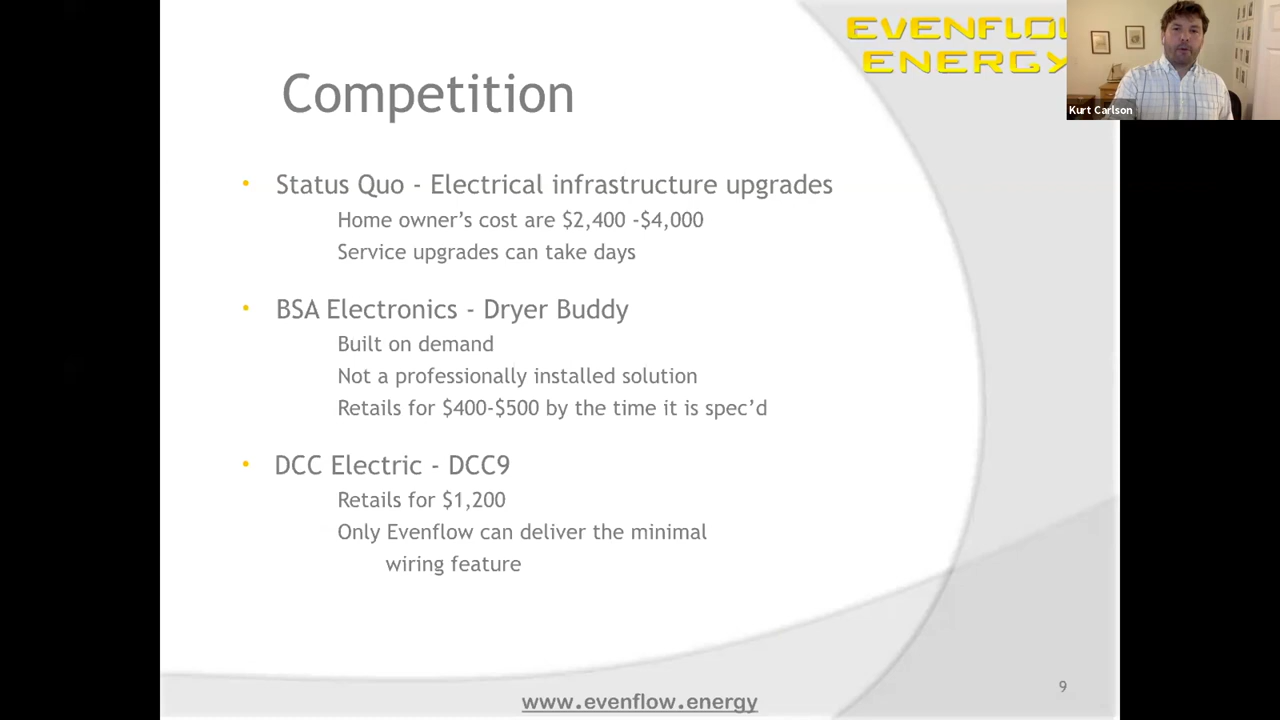 EVENFLO
ENERGY
Kurt Carlson
Competition
• Status Quo - Electrical infrastructure upgrades
Home owner’s cost are $2,400 -$4,000
Service upgrades can take days
• BSA Electronics - Dryer Buddy
Built on demand
Not a professionally installed solution
Retails for $400-$500 by the time it is spec’d
• DCC Electric - DCC9
Retails for $1,200
Only Evenflow can deliver the minimal
wiring feature
www.evenflow.energy
9